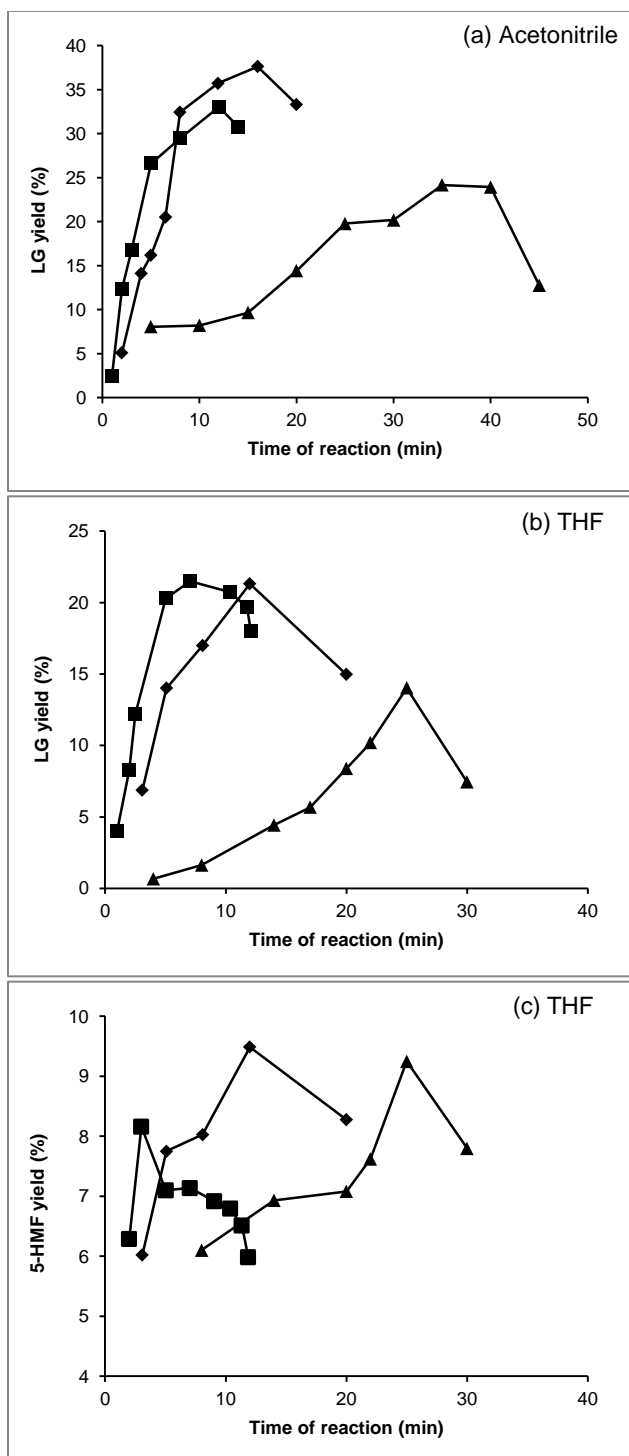 (a) Acetonitrile
40
35
30
25
20
15
10
5
0
LG yield (%)
0 10 20 30 40 50
Time of reaction (min)
(b) THF
25
20
15
10
5
0
LG yield (%)
0 10 20 30 40
Time of reaction (min)
(c) THF
10
9
8
7
6
5
4
5-HMF yield (%)
0 10 20 30 40
Time of reaction (min)